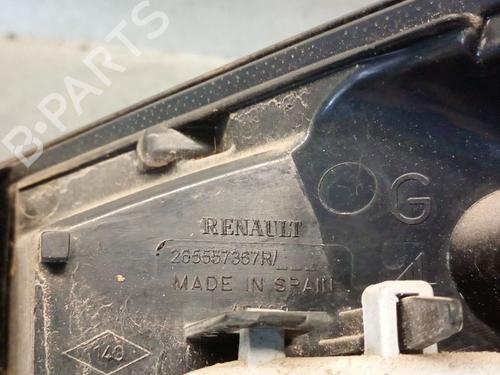 B-PARTS
G
RENAULT
265557367R/
MADE IN SPAIN
140